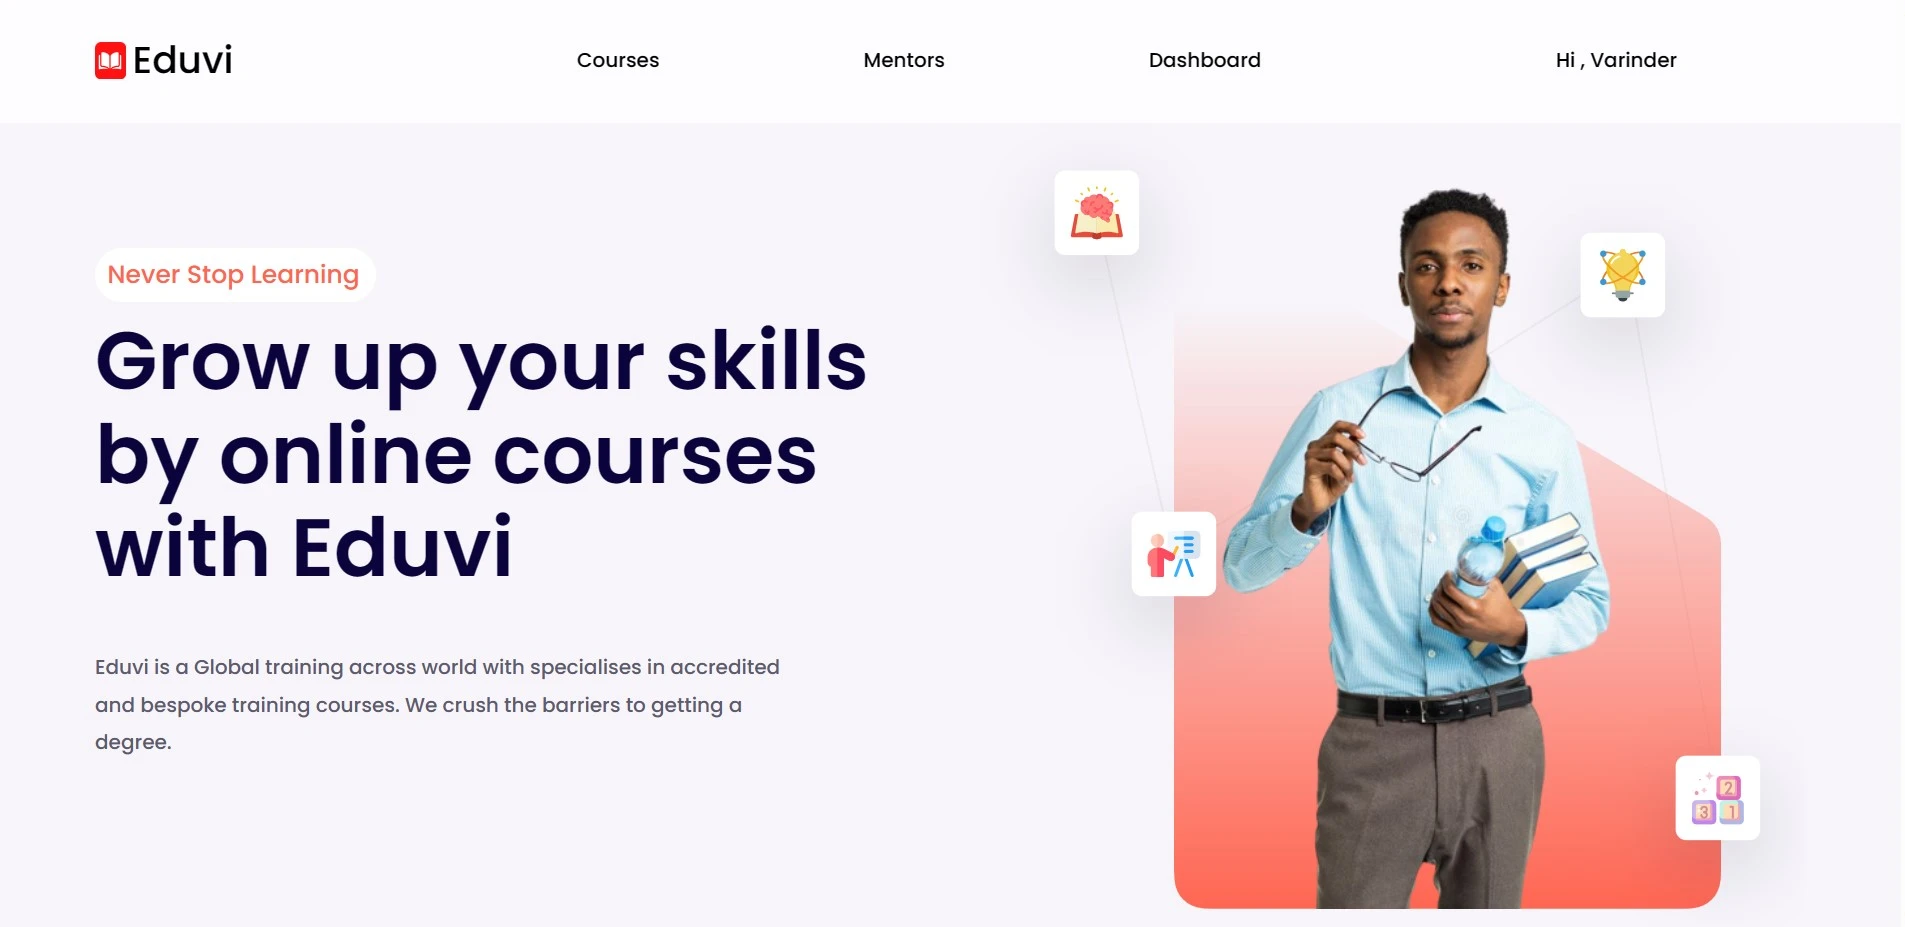 Eduvi
Courses
Mentors
Dashboard
Hi , Varinder
Never Stop Learning
Grow up your skills
by online courses
with Eduvi
Eduvi is a Global training across world with specialises in accredited
and bespoke training courses. We crush the barriers to getting a
degree.
2
3 1